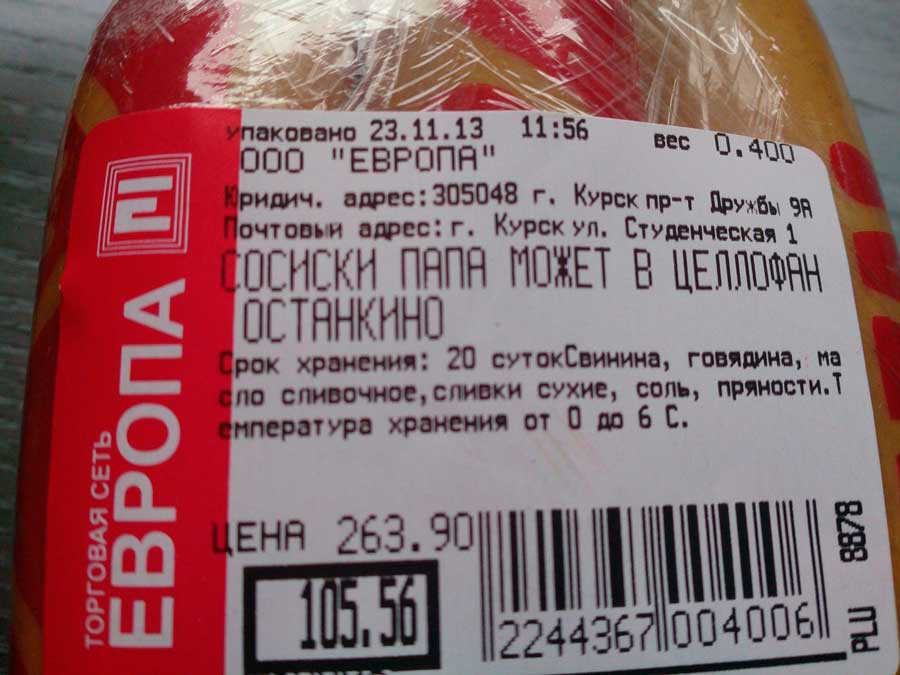 упаковано 23.11.13 11:56 вес 0.400
ООО "ЕВРОПА"
Юридич. адрес:305048 г. Курск пр-т Дружбы 9А
Почтовый адрес:г. Курск ул. Студенческая 1
СОСИСКИ ПАПА МОЖЕТ В ЦЕЛЛОФАН
ОСТАНКИНО
Срок хранения: 20 сутокСвинина, говядина, ма
сло сливочное,сливки сухие, соль, пряности.Т
емпература хранения от 0 до 6 С.
ЦЕНА 263.90
105.56
2244367 004006
PLU 8878
ТОРГОВАЯ СЕТЬ
ЕВРОПА